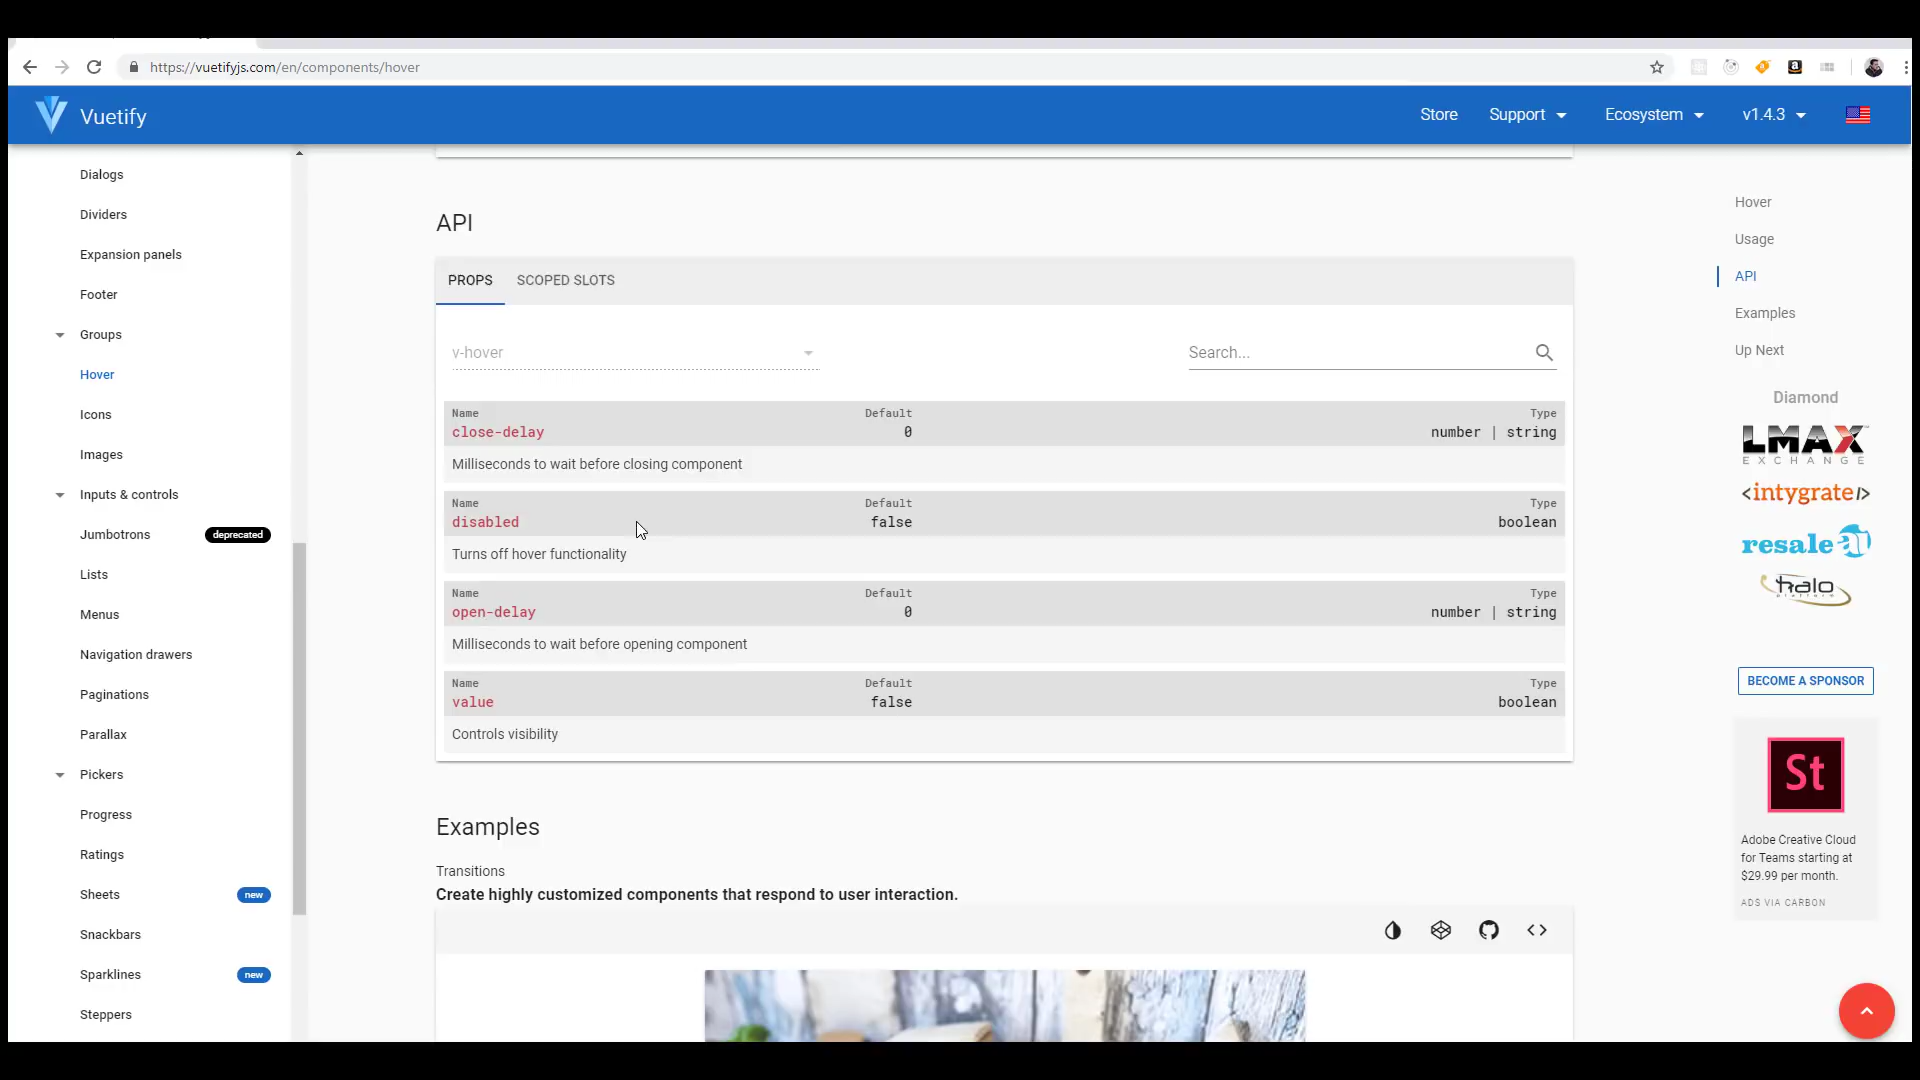 https://vuetifyjs.com/en/components/hover
Vuetify
Store
Support
Ecosystem
v1.4.3
Dialogs
Dividers
Expansion panels
Footer
Groups
Hover
Icons
Images
Inputs & controls
Jumbotrons deprecated
Lists
Menus
Navigation drawers
Paginations
Parallax
Pickers
Progress
Ratings
Sheets new
Snackbars
Sparklines new
Steppers
API
PROPS SCOPED SLOTS
v-hover
Search...
Name Default Type
close-delay 0 number | string
Milliseconds to wait before closing component
Name Default Type
disabled false boolean
Turns off hover functionality
Name Default Type
open-delay 0 number | string
Milliseconds to wait before opening component
Name Default Type
value false boolean
Controls visibility
Examples
Transitions
Create highly customized components that respond to user interaction.
Hover
Usage
API
Examples
Up Next
Diamond
LMAX
EXCHANGE
<intygrate/>
resale ai
halo
platform
BECOME A SPONSOR
St
Adobe Creative Cloud
for Teams starting at
$29.99 per month.
ADS VIA CARBON